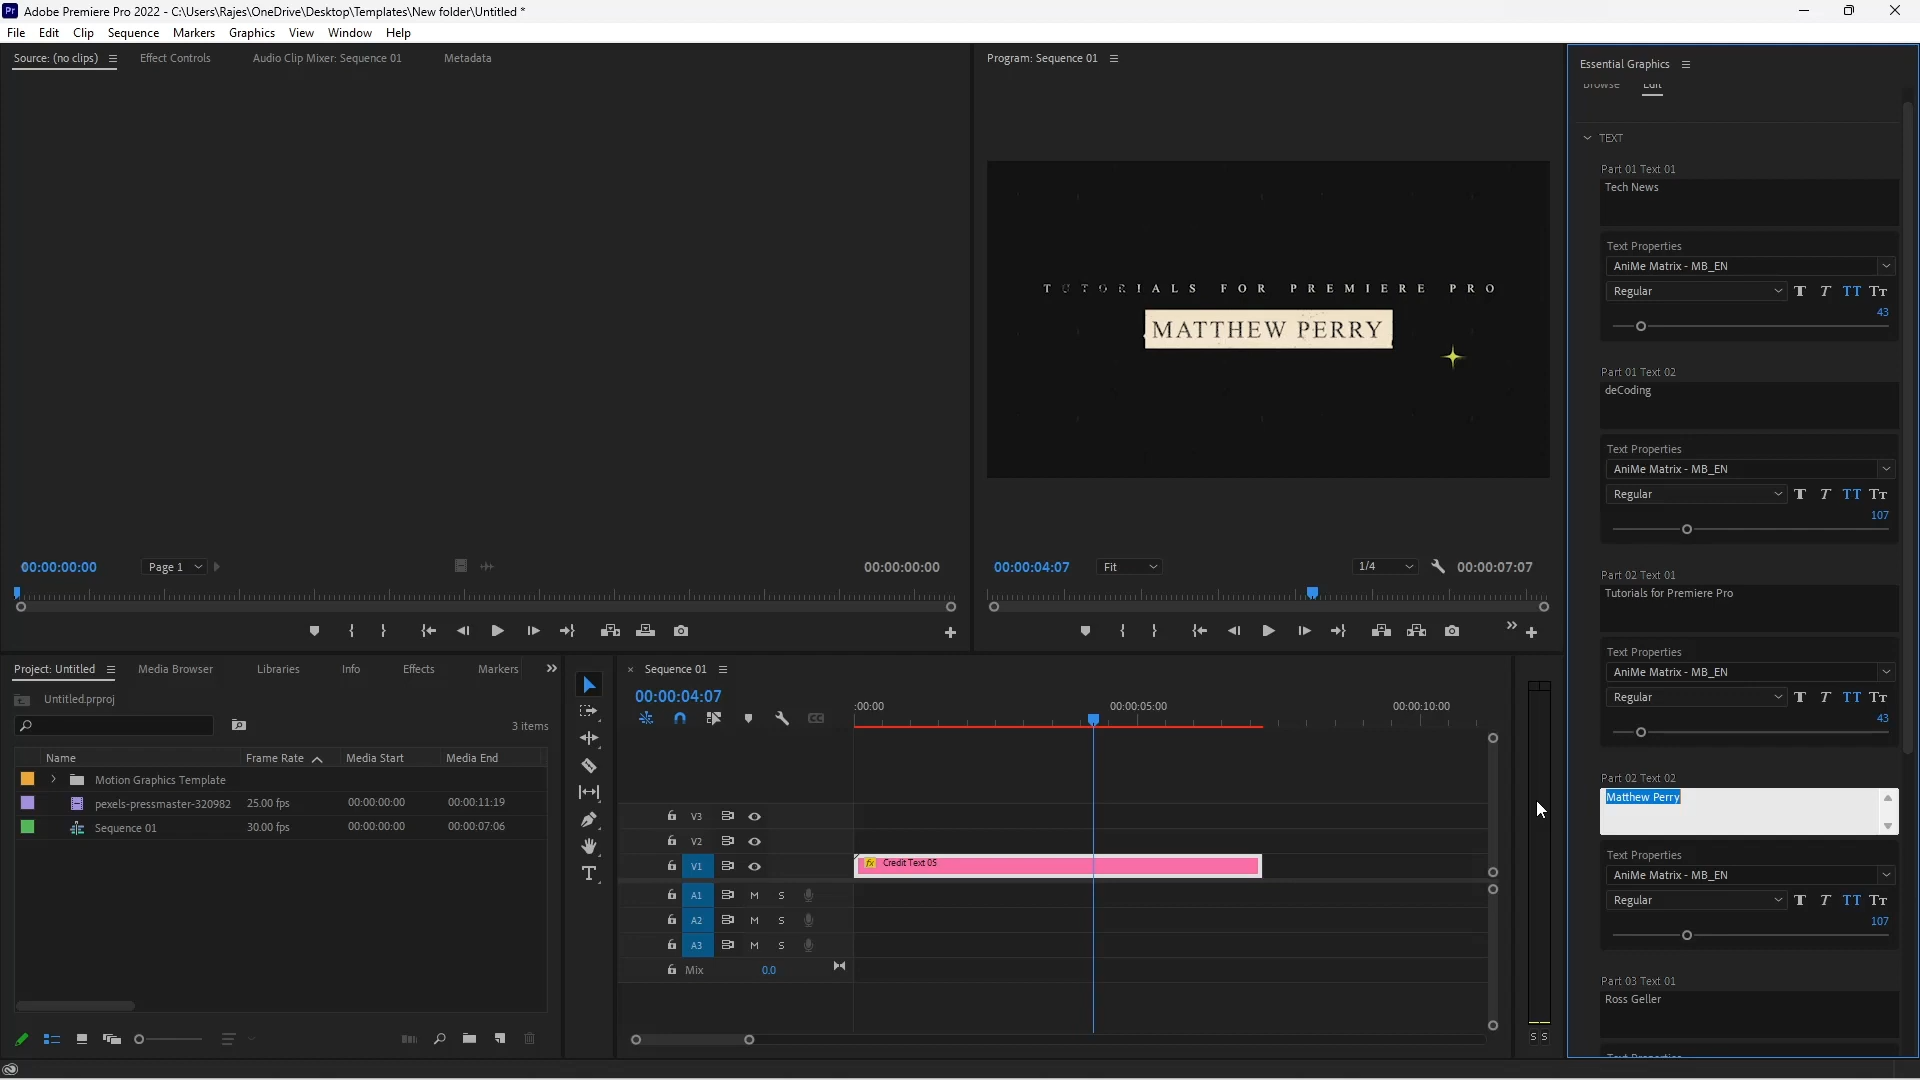 Adobe Premiere Pro 2022 - C:\Users\Rajes\OneDrive\Desktop\Templates\New folder\Untitled *
File Edit Clip Sequence Markers Graphics View Window Help
Source: (no clips) Effect Controls Audio Clip Mixer: Sequence 01 Metadata
Program: Sequence 01
Essential Graphics
Browse Edit
TEXT
Part 01 Text 01
Tech News
Text Properties
AniMe Matrix - MB_EN
Regular
43
Part 01 Text 02
deCoding
Text Properties
AniMe Matrix - MB_EN
Regular
107
Part 02 Text 01
Tutorials for Premiere Pro
Text Properties
AniMe Matrix - MB_EN
Regular
43
Part 02 Text 02
Matthew Perry
Text Properties
AniMe Matrix - MB_EN
Regular
107
Part 03 Text 01
Ross Geller
Text Properties
TUTORIALS FOR PREMIERE PRO
MATTHEW PERRY
00:00:00:00 Page 1 00:00:00:00
00:00:04:07 Fit 1/4 00:00:07:07
Project: Untitled Media Browser Libraries Info Effects Markers
Untitled.prproj
3 items
Name Frame Rate Media Start Media End
Motion Graphics Template
pexels-pressmaster-320982 25.00 fps 00:00:00:00 00:00:11:19
Sequence 01 30.00 fps 00:00:00:00 00:00:07:06
Sequence 01
00:00:04:07
:00:00 00:00:05:00 00:00:10:00
V3
V2
V1 fx Credit Text 05
A1 M S
A2 M S
A3 M S
Mix 0.0
S S